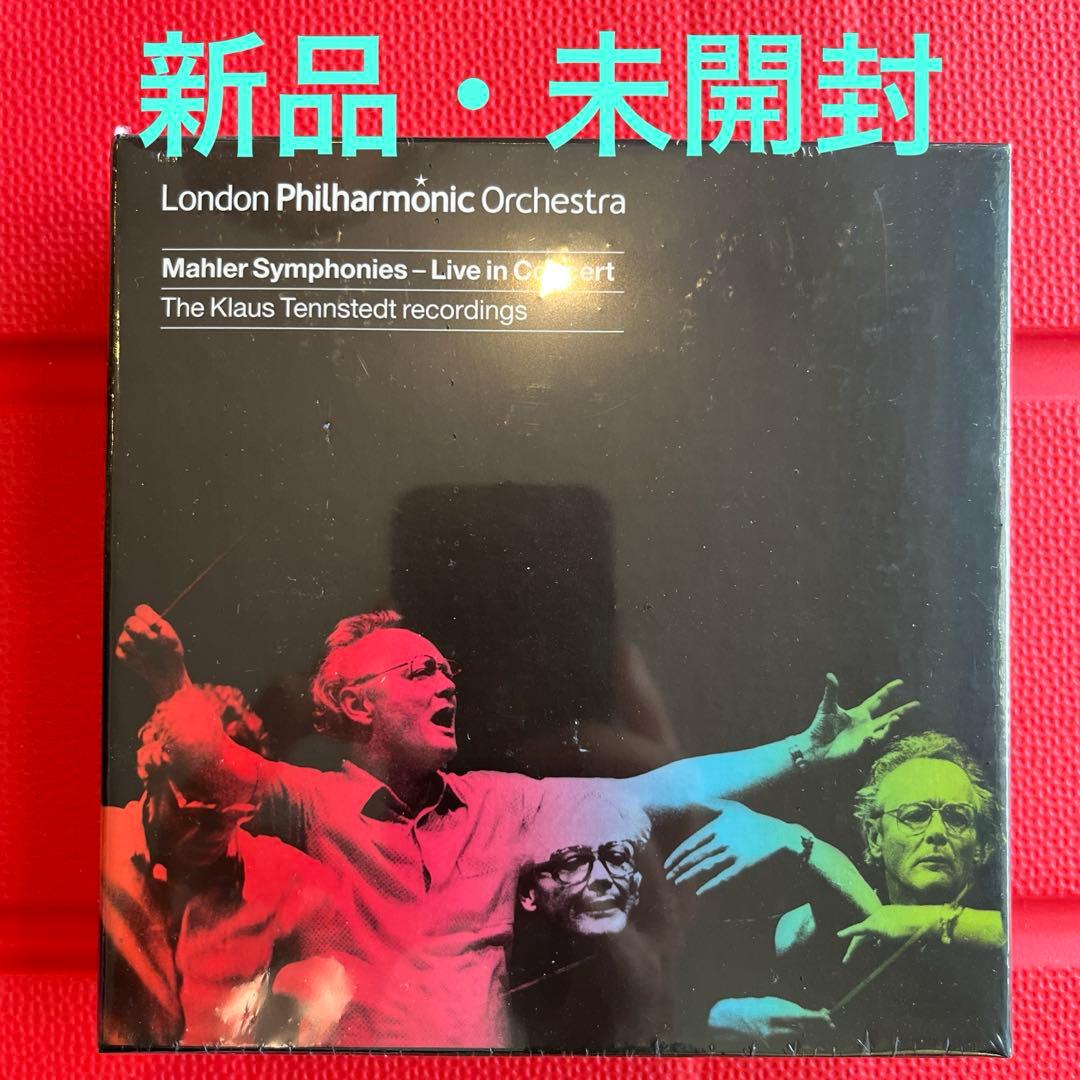 新品・未開封
London Philharmonic Orchestra
Mahler Symphonies – Live in Concert
The Klaus Tennstedt recordings